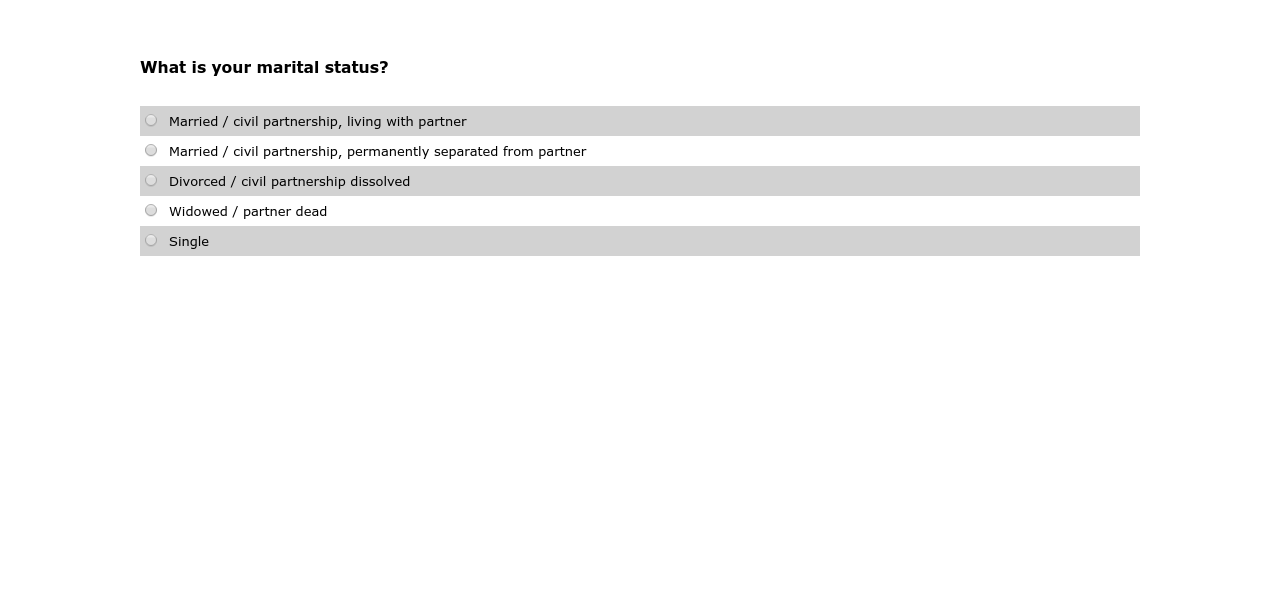 What is your marital status?
Married / civil partnership, living with partner
Married / civil partnership, permanently separated from partner
Divorced / civil partnership dissolved
Widowed / partner dead
Single